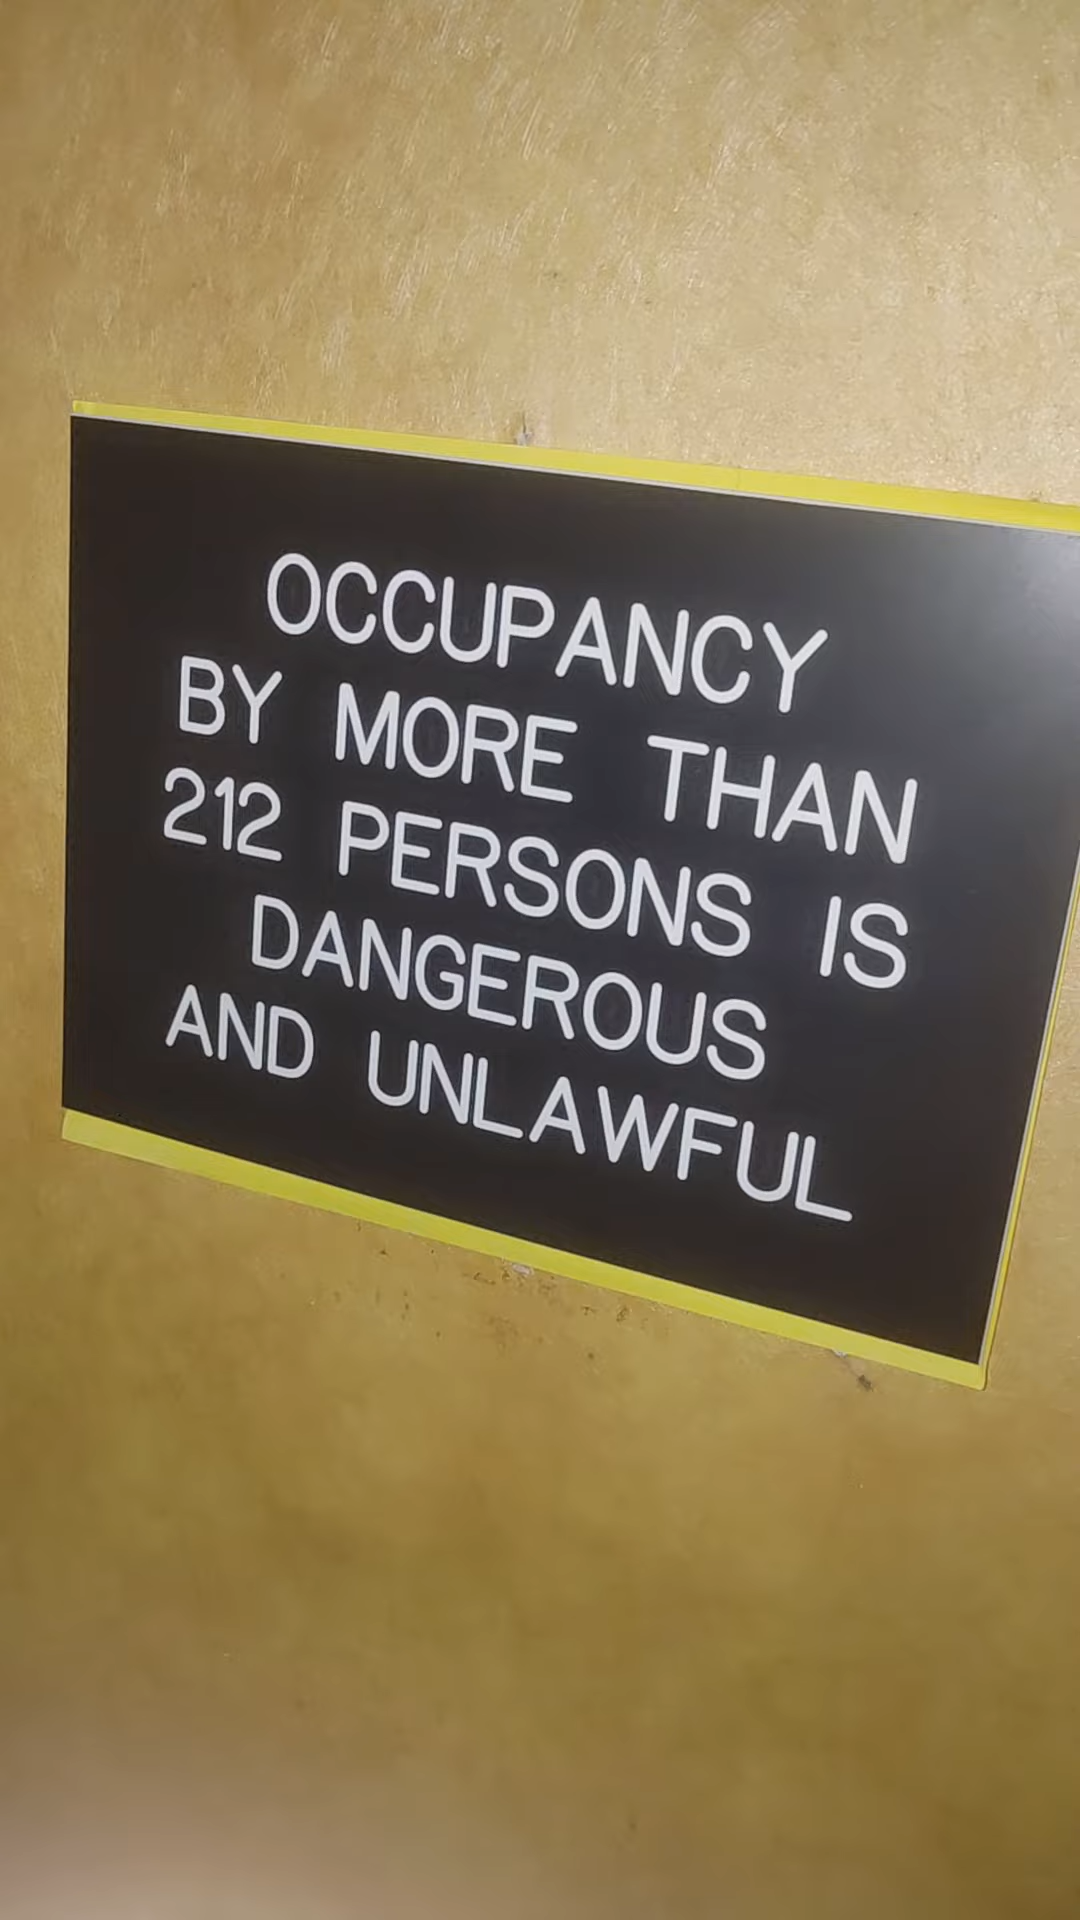 OCCUPANCY
BY MORE THAN
212 PERSONS IS
DANGEROUS
AND UNLAWFUL